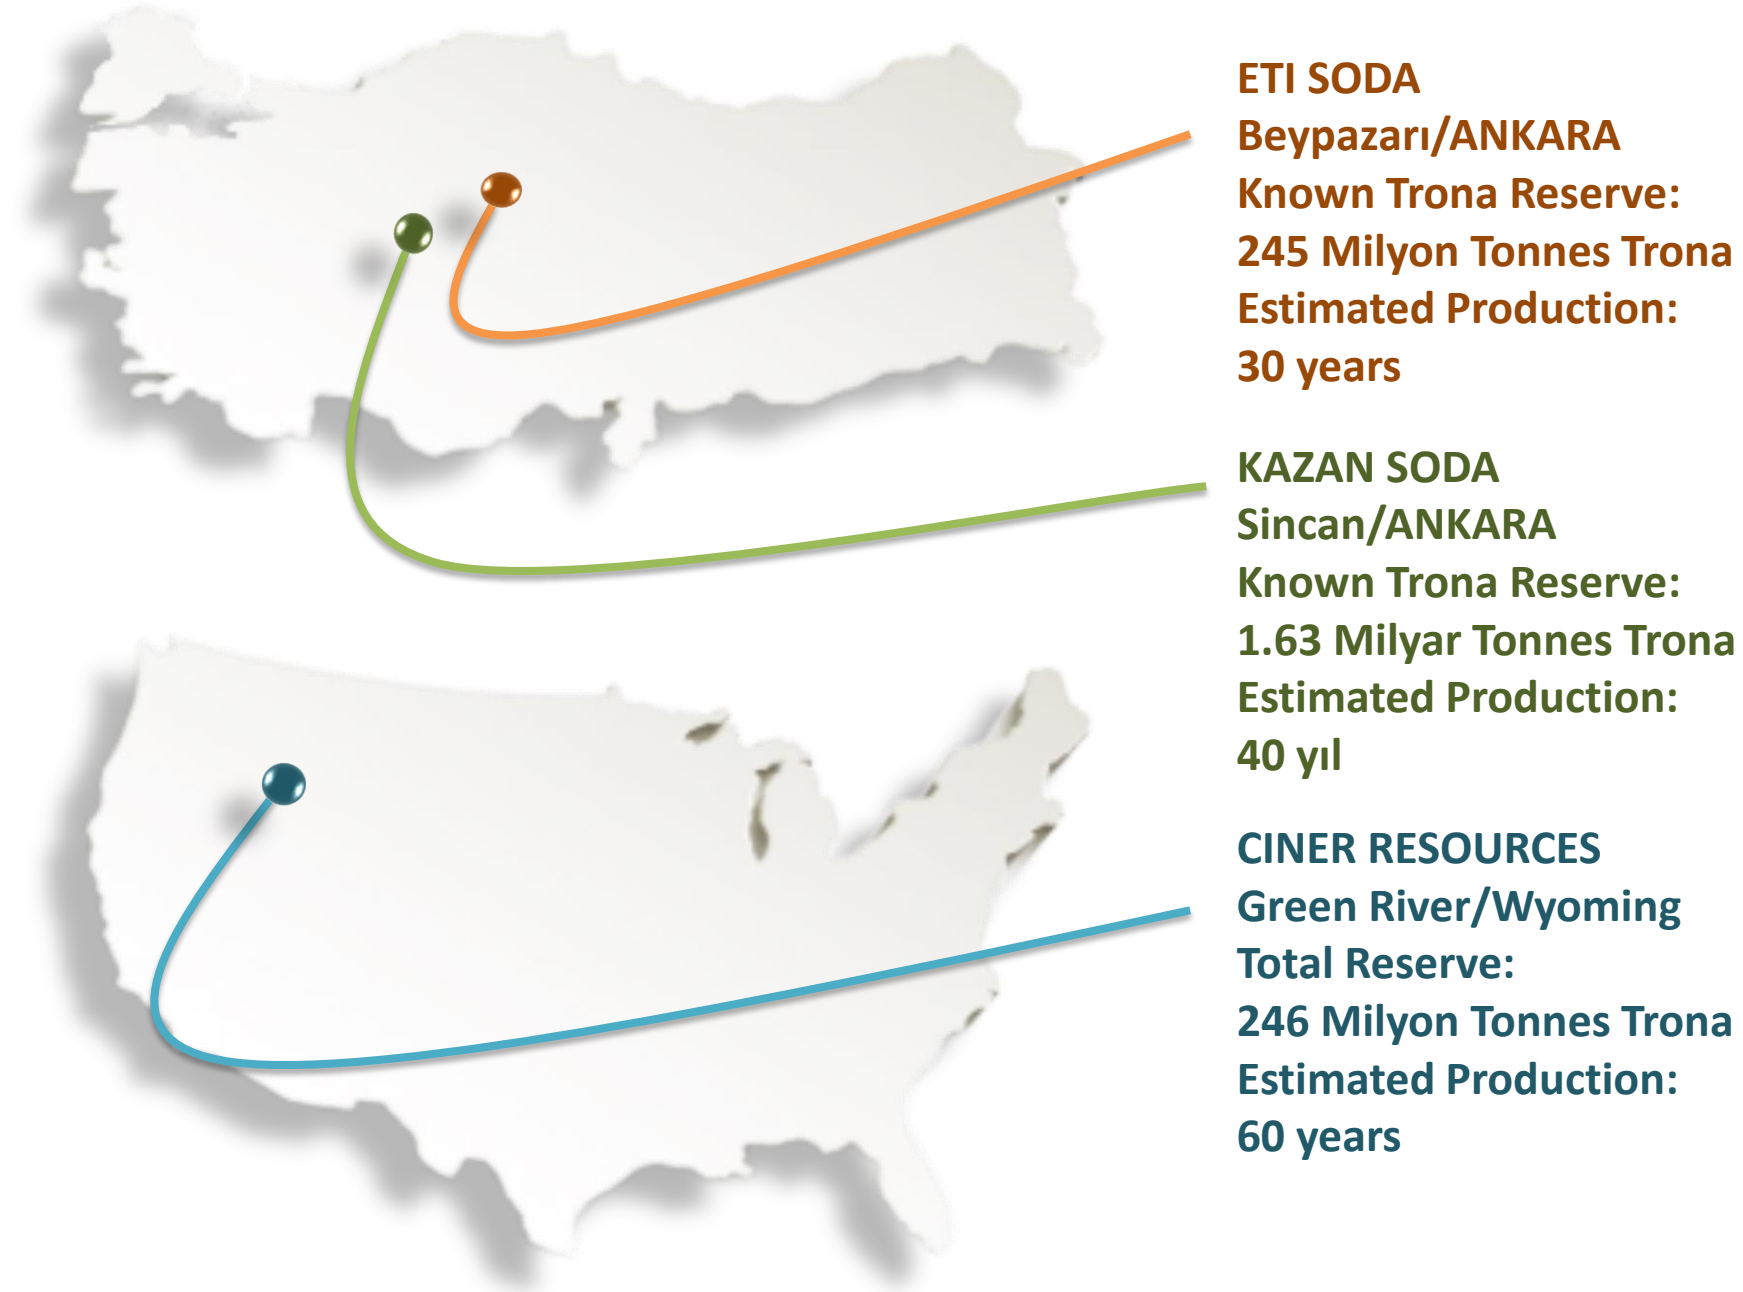 ETI SODA
Beypazarı/ANKARA
Known Trona Reserve:
245 Milyon Tonnes Trona
Estimated Production:
30 years
KAZAN SODA
Sincan/ANKARA
Known Trona Reserve:
1.63 Milyar Tonnes Trona
Estimated Production:
40 yıl
CINER RESOURCES
Green River/Wyoming
Total Reserve:
246 Milyon Tonnes Trona
Estimated Production:
60 years